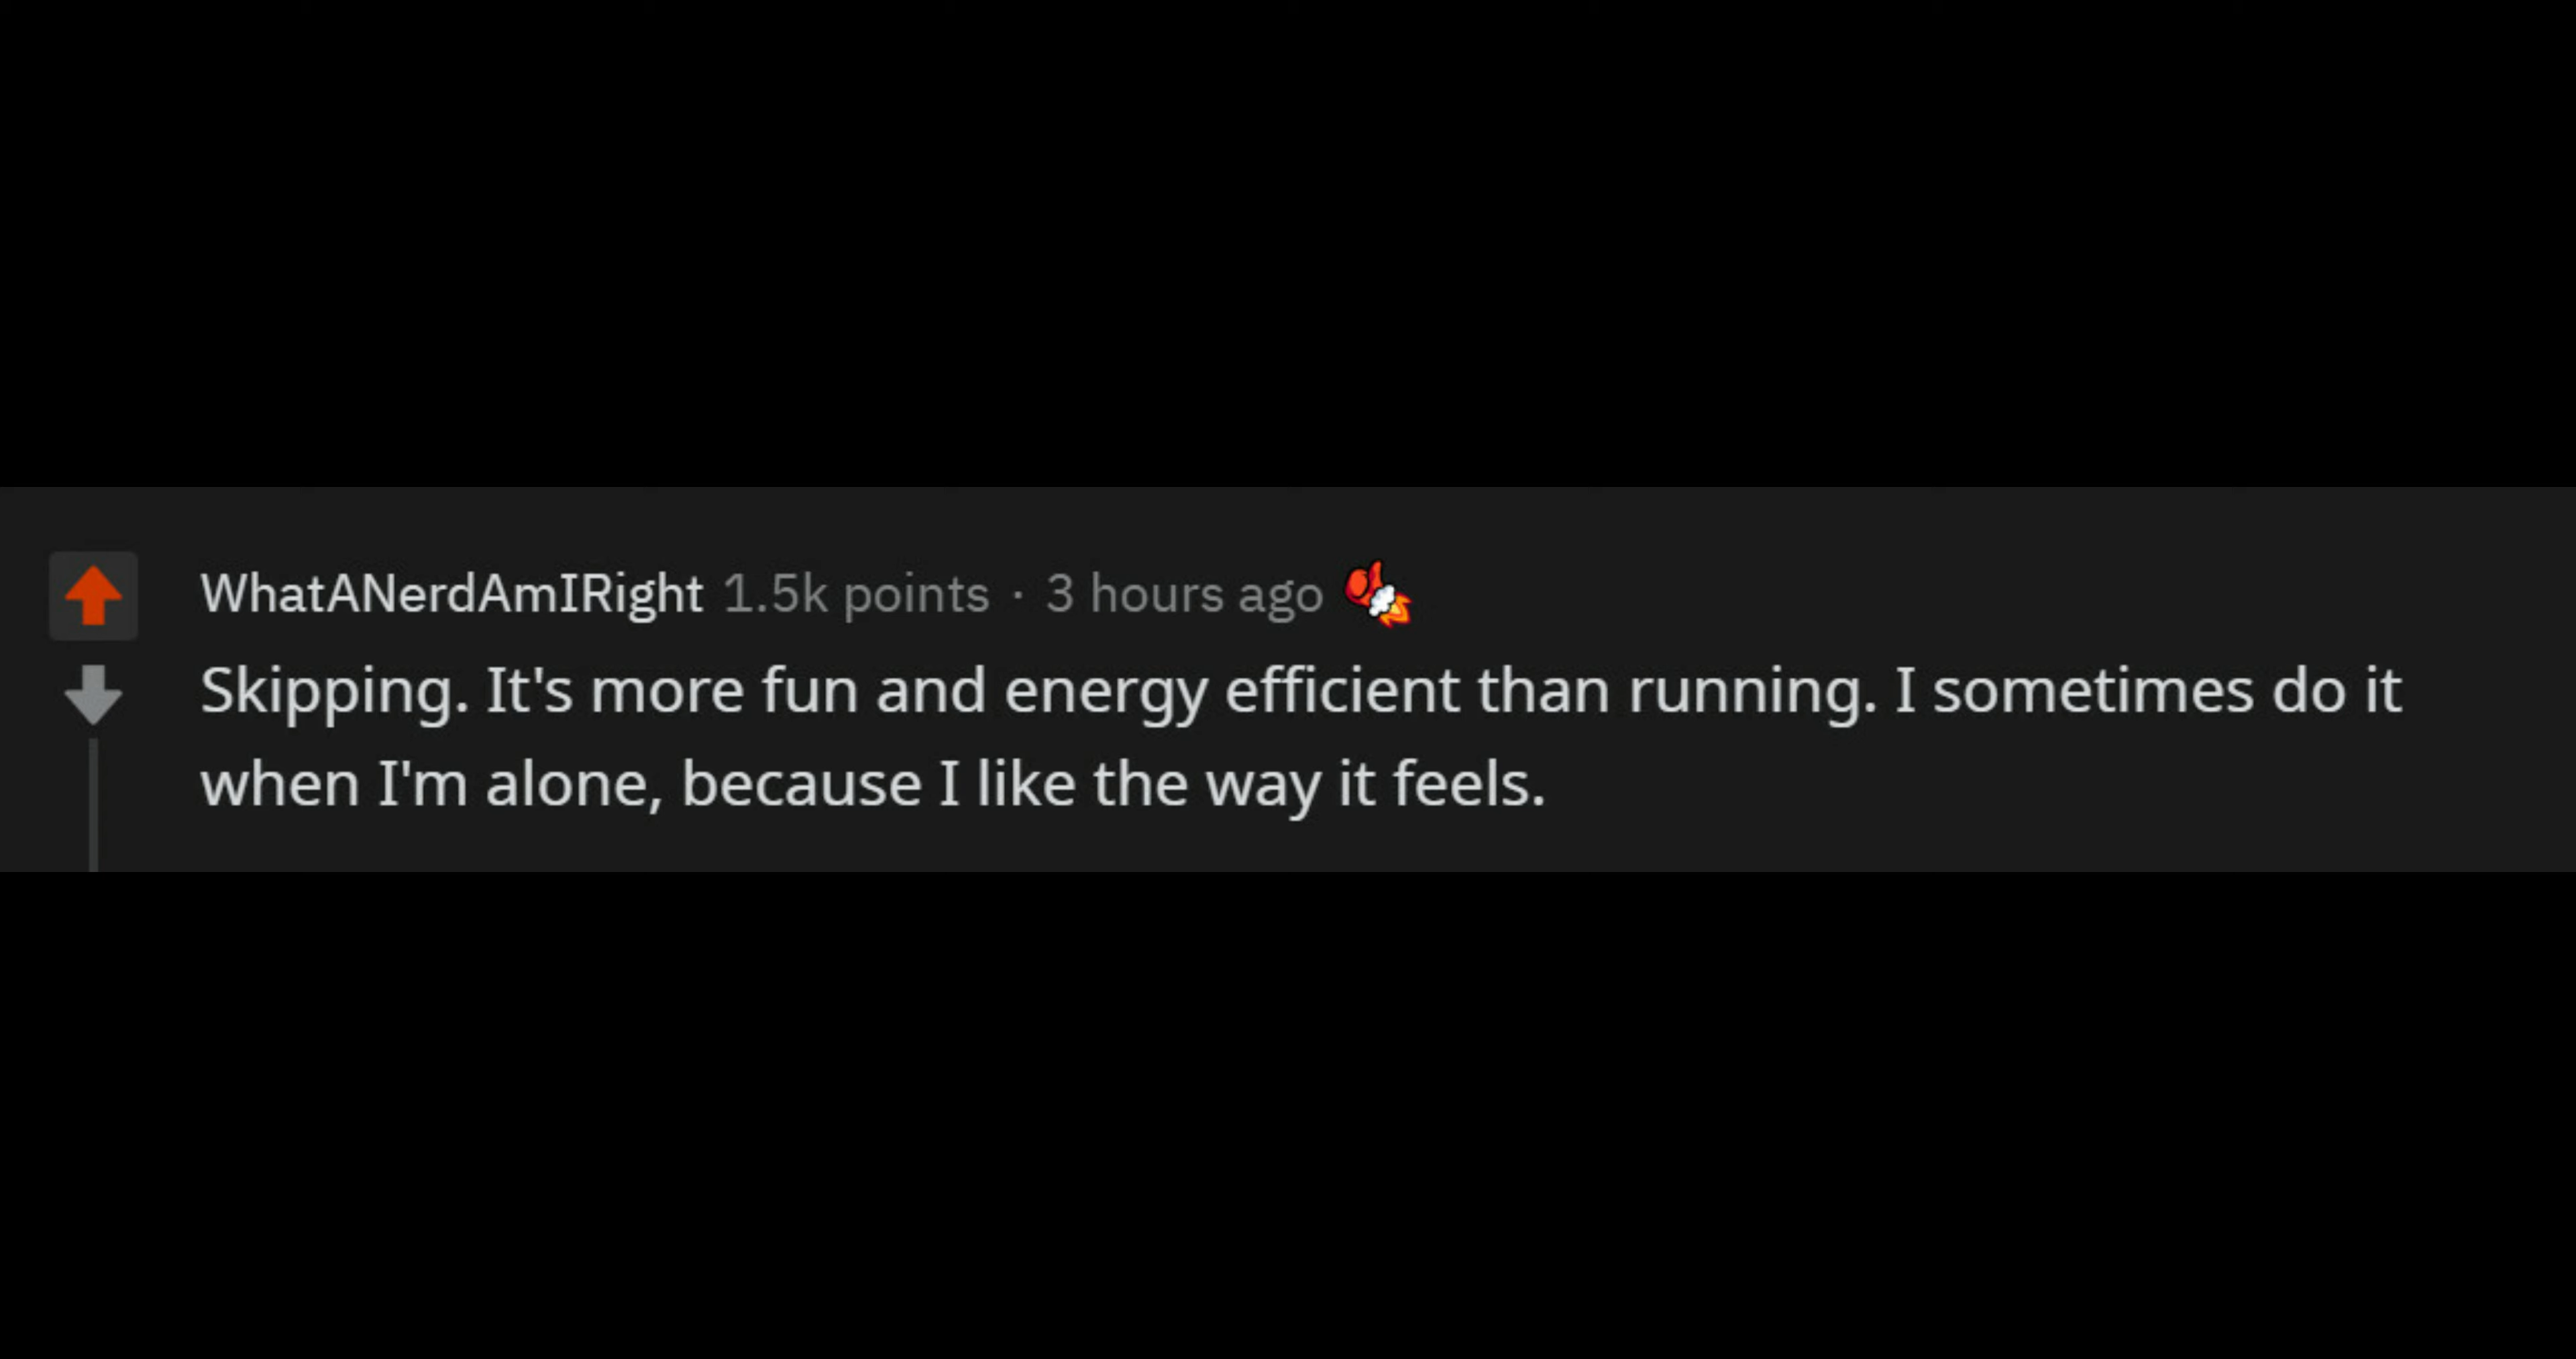 WhatANerdAmIRight 1.5k points · 3 hours ago
Skipping. It's more fun and energy efficient than running. I sometimes do it
when I'm alone, because I like the way it feels.